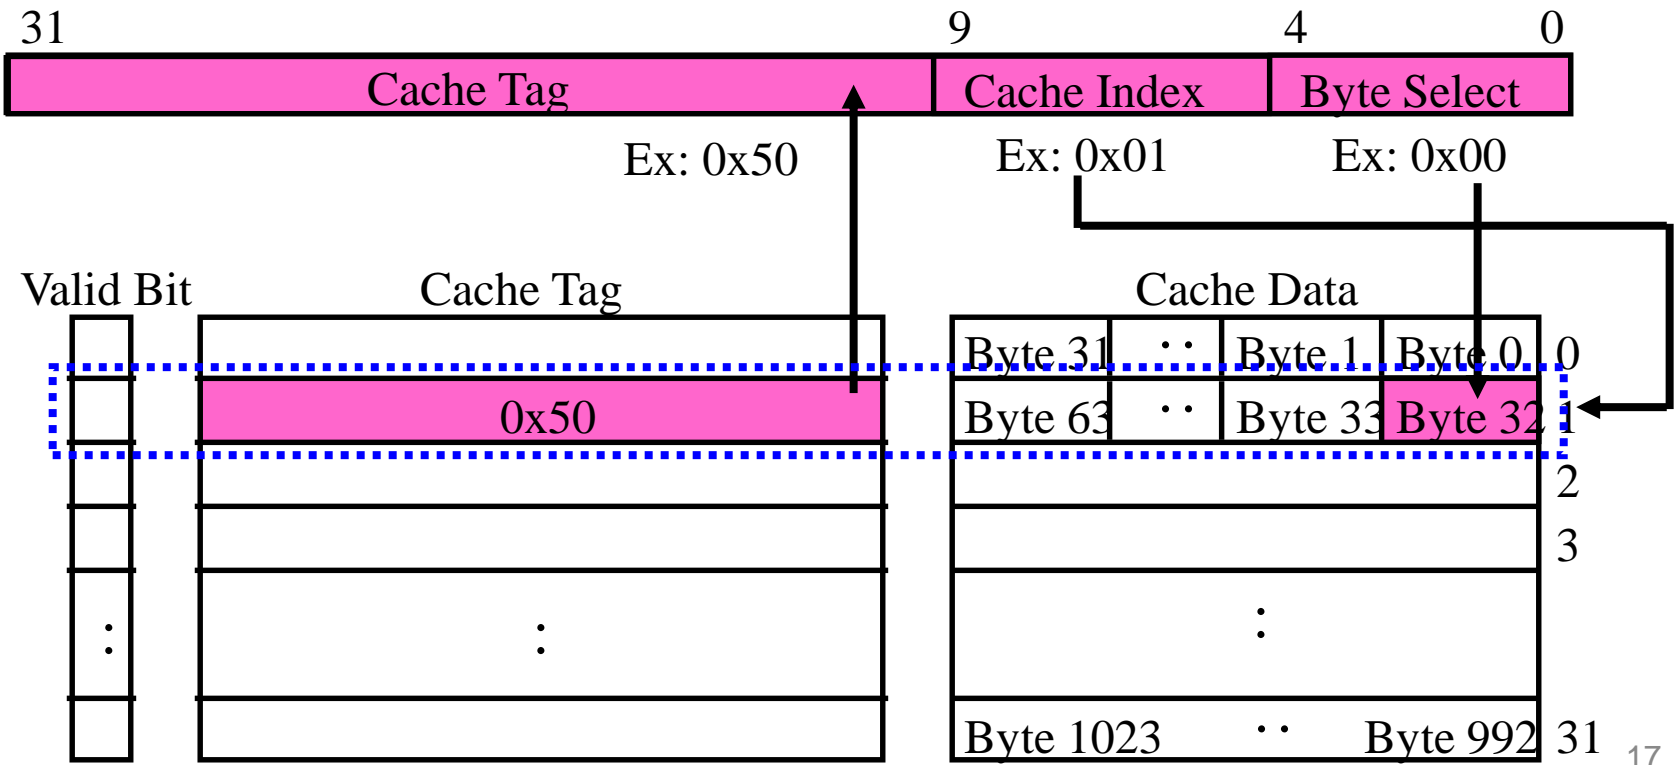 31 9 4 0
Cache Tag Cache Index Byte Select
Ex: 0x50 Ex: 0x01 Ex: 0x00
Valid Bit Cache Tag Cache Data
Byte 31 .. Byte 1 Byte 0 0
0x50 Byte 63 .. Byte 33 Byte 32 1
2
3
: : :
Byte 1023 .. Byte 992 31
17